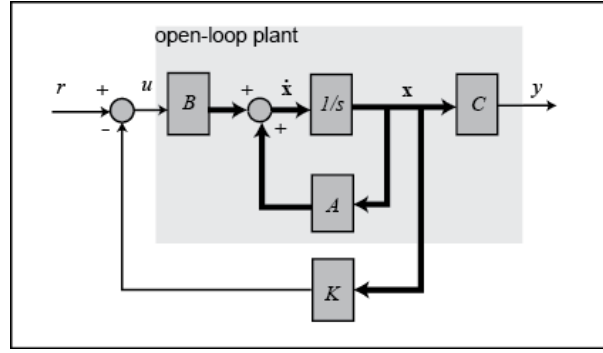 open-loop plant
r + u B + ẋ 1/s x C y
− +
A
K